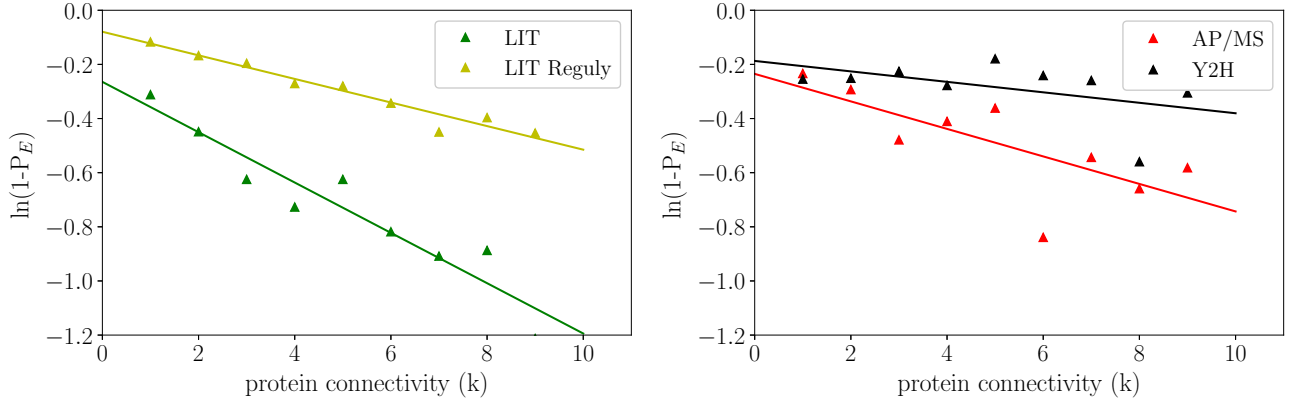 0.0
−0.2
−0.4
−0.6
−0.8
−1.0
−1.2
ln(1-P_E)
LIT
LIT Reguly
0 2 4 6 8 10
protein connectivity (k)
0.0
−0.2
−0.4
−0.6
−0.8
−1.0
−1.2
ln(1-P_E)
AP/MS
Y2H
0 2 4 6 8 10
protein connectivity (k)